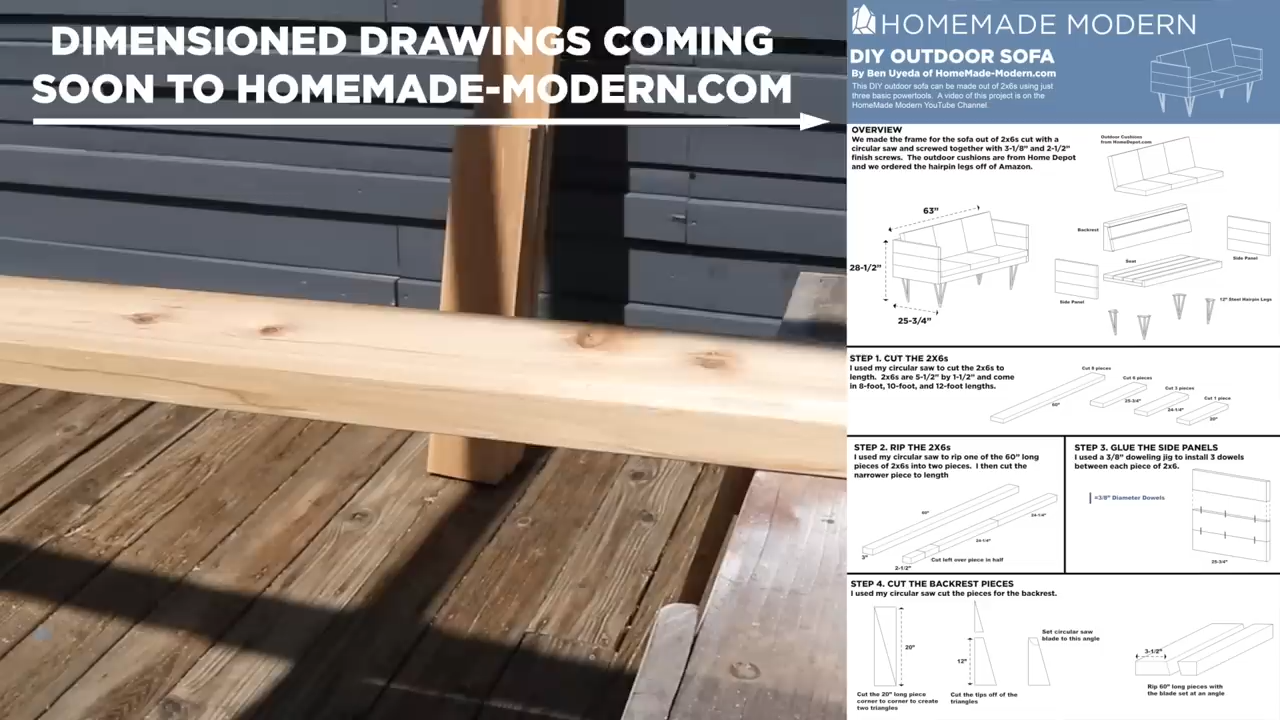 DIMENSIONED DRAWINGS COMING
SOON TO HOMEMADE-MODERN.COM
HOMEMADE MODERN
DIY OUTDOOR SOFA
By Ben Uyeda of HomeMade-Modern.com
This DIY outdoor sofa can be made out of 2x6s using just
three basic powertools. A video of this project is on the
HomeMade Modern YouTube Channel.
OVERVIEW
We made the frame for the sofa out of 2x6s cut with a
circular saw and screwed together with 3-1/8" and 2-1/2"
finish screws. The outdoor cushions are from Home Depot
and we ordered the hairpin legs off of Amazon.
Outdoor Cushions
from HomeDepot.com
63"
28-1/2"
25-3/4"
Backrest
Seat
Side Panel
Side Panel
12" Steel Hairpin Legs
STEP 1. CUT THE 2X6s
I used my circular saw to cut the 2x6s to
length. 2x6s are 5-1/2" by 1-1/2" and come
in 8-foot, 10-foot, and 12-foot lengths.
Cut 8 pieces
60"
Cut 6 pieces
25-3/4"
Cut 3 pieces
24-1/4"
Cut 1 piece
20"
STEP 2. RIP THE 2X6s
I used my circular saw to rip one of the 60" long
pieces of 2x6s into two pieces. I then cut the
narrower piece to length
60"
24-1/4"
24-1/4"
3"
2-1/2"
Cut left over piece in half
STEP 3. GLUE THE SIDE PANELS
I used a 3/8" doweling jig to install 3 dowels
between each piece of 2x6.
=3/8" Diameter Dowels
25-3/4"
STEP 4. CUT THE BACKREST PIECES
I used my circular saw cut the pieces for the backrest.
20"
Cut the 20" long piece
corner to corner to create
two triangles
12"
Cut the tips off of the
triangles
Set circular saw
blade to this angle
3-1/2"
Rip 60" long pieces with
the blade set at an angle